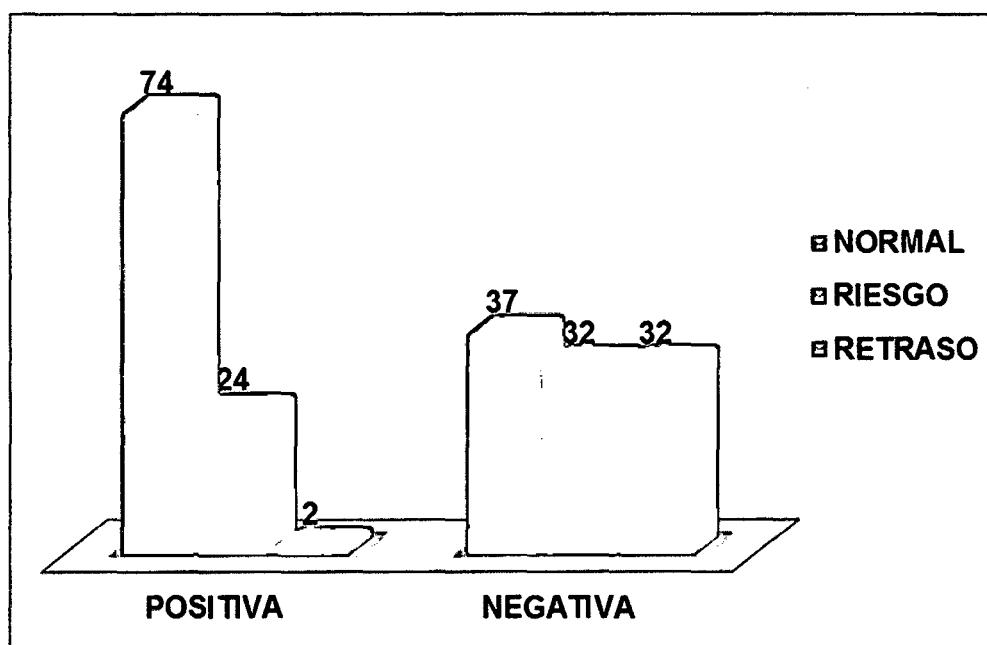 74
24
2
37
32
32
NORMAL
RIESGO
RETRASO
POSITIVA
NEGATIVA